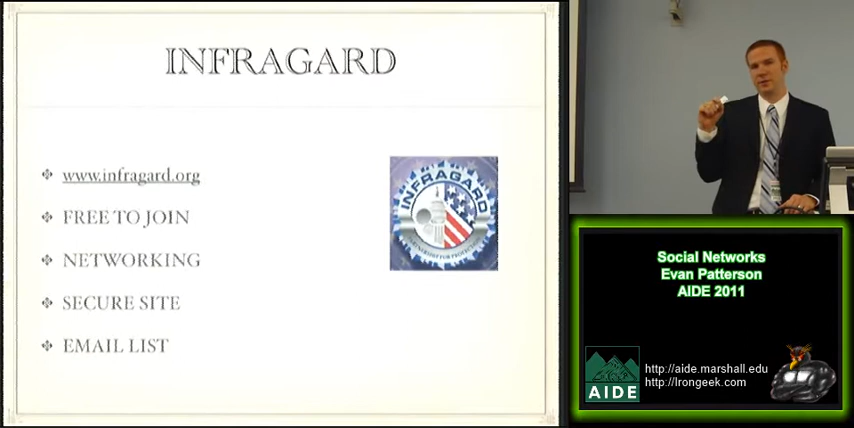 INFRAGARD
www.infragard.org
FREE TO JOIN
NETWORKING
SECURE SITE
EMAIL LIST
INFRAGARD
Social Networks
Evan Patterson
AIDE 2011
AIDE
http://aide.marshall.edu
http://Irongeek.com